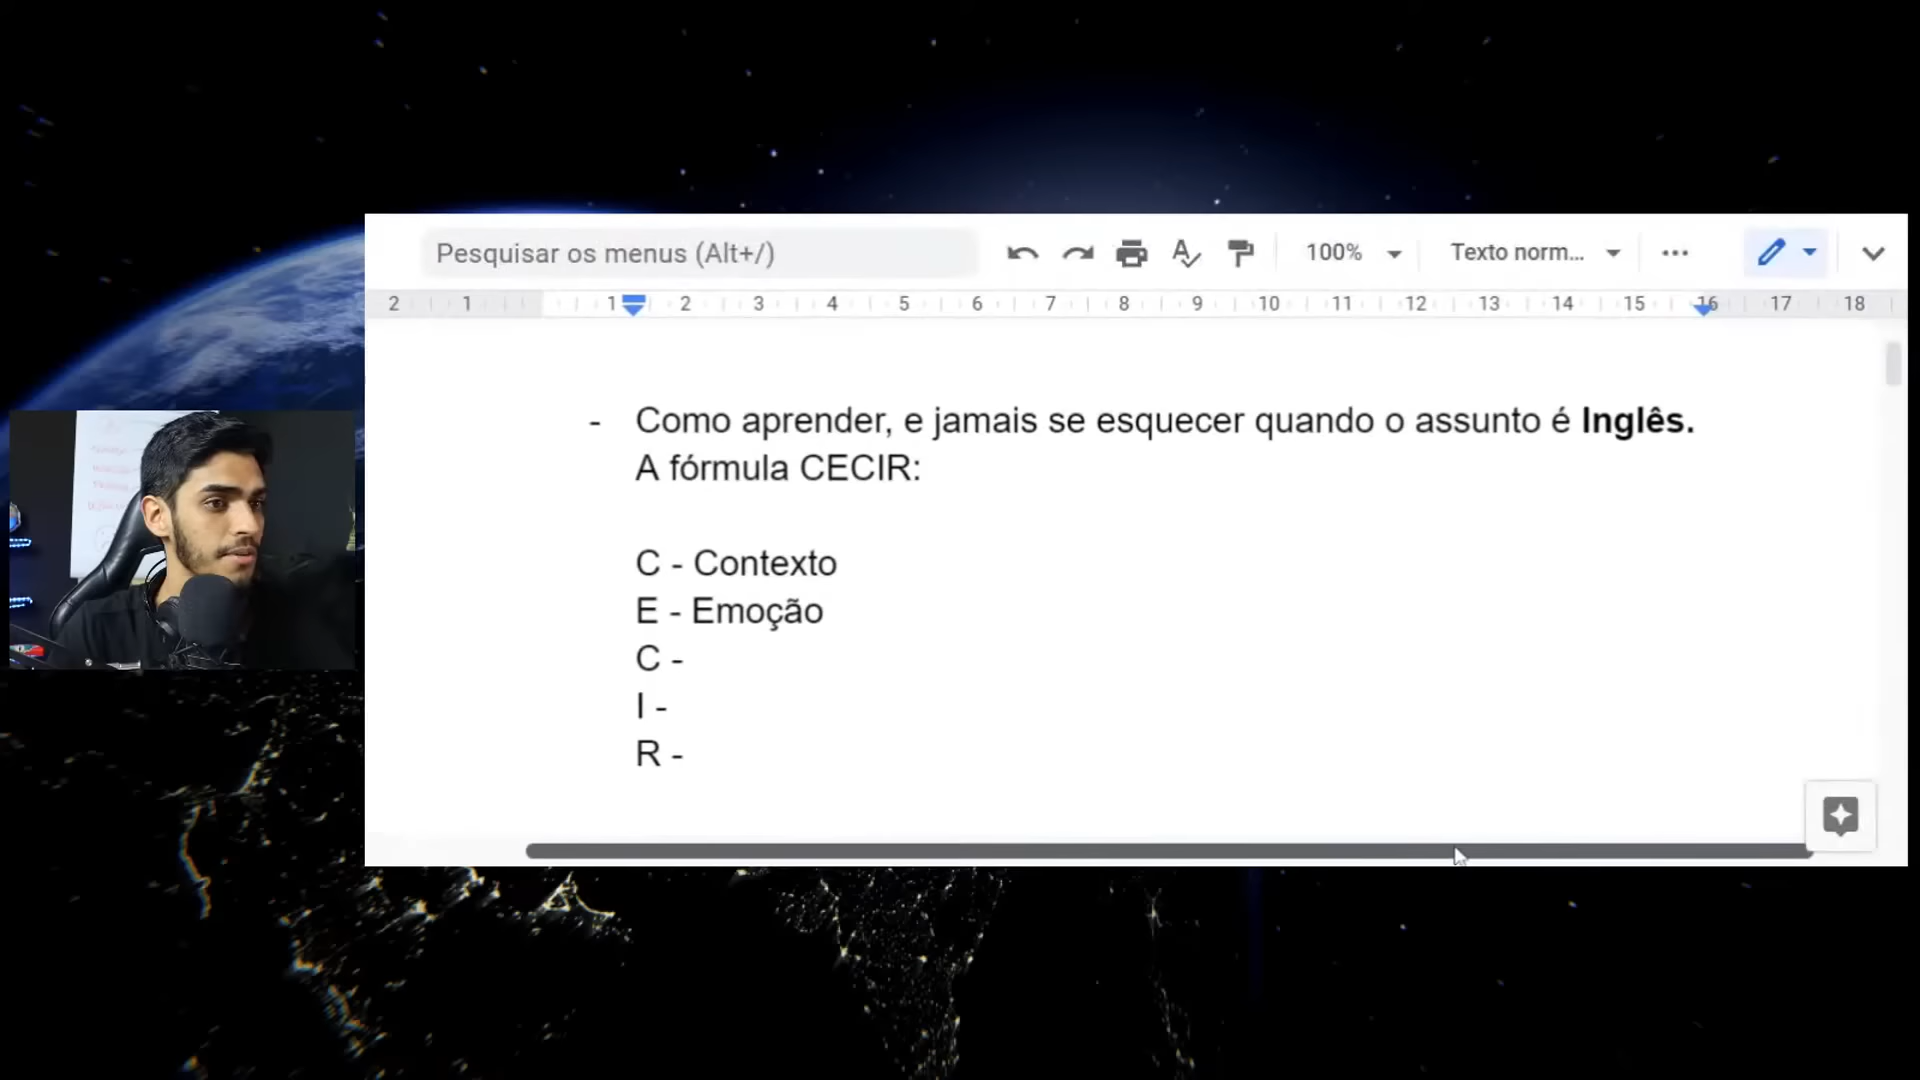 Pesquisar os menus (Alt+/)
100%
Texto norm...
2 1 1 2 3 4 5 6 7 8 9 10 11 12 13 14 15 16 17 18
- Como aprender, e jamais se esquecer quando o assunto é Inglês.
A fórmula CECIR:
C - Contexto
E - Emoção
C -
I -
R -